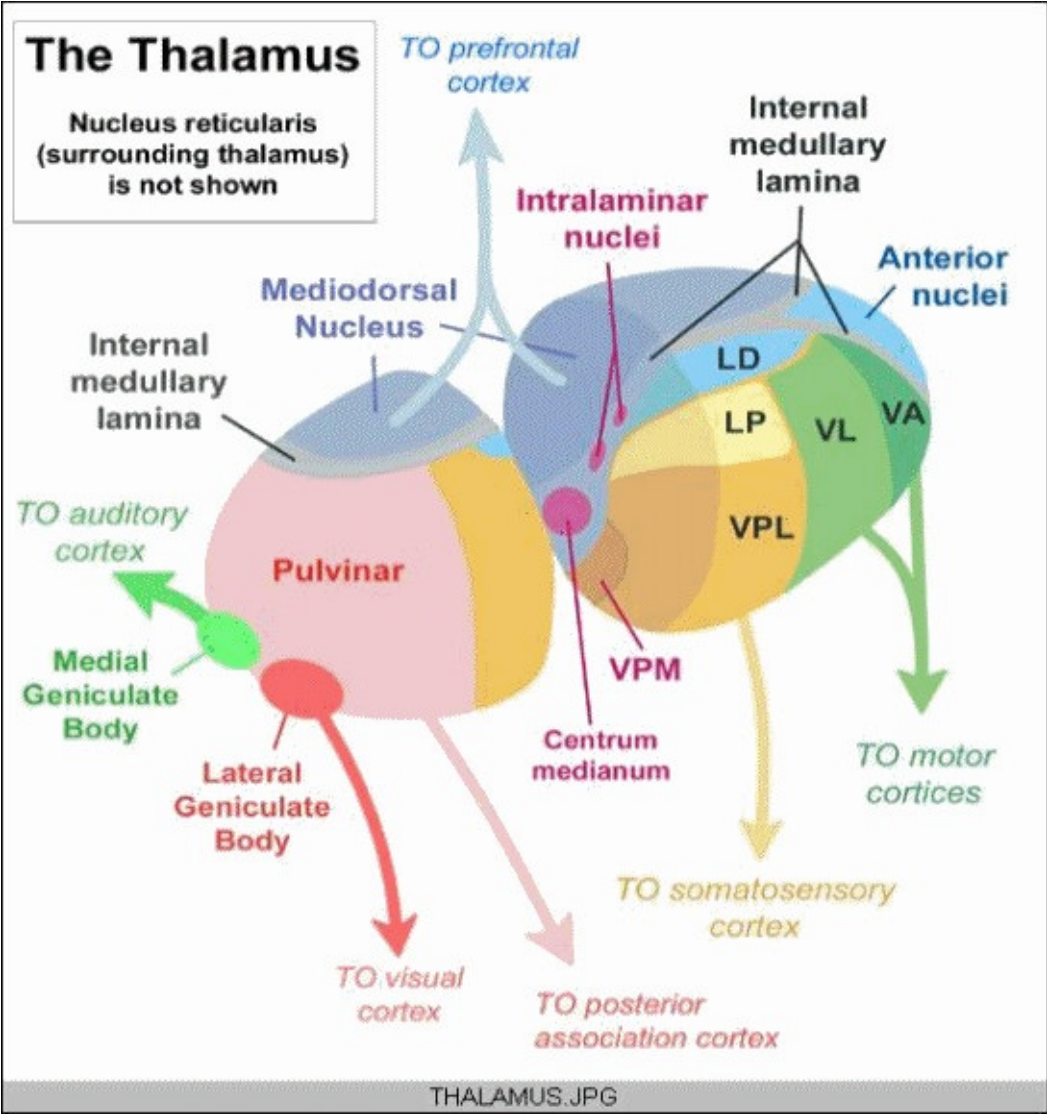 The Thalamus
Nucleus reticularis
(surrounding thalamus)
is not shown
TO prefrontal
cortex
Internal
medullary
lamina
Intralaminar
nuclei
Anterior
nuclei
Mediodorsal
Nucleus
Internal
medullary
lamina
LD
LP
VL
VA
VPL
TO auditory
cortex
Pulvinar
Medial
Geniculate
Body
VPM
Centrum
medianum
Lateral
Geniculate
Body
TO motor
cortices
TO somatosensory
cortex
TO visual
cortex
TO posterior
association cortex
THALAMUS.JPG